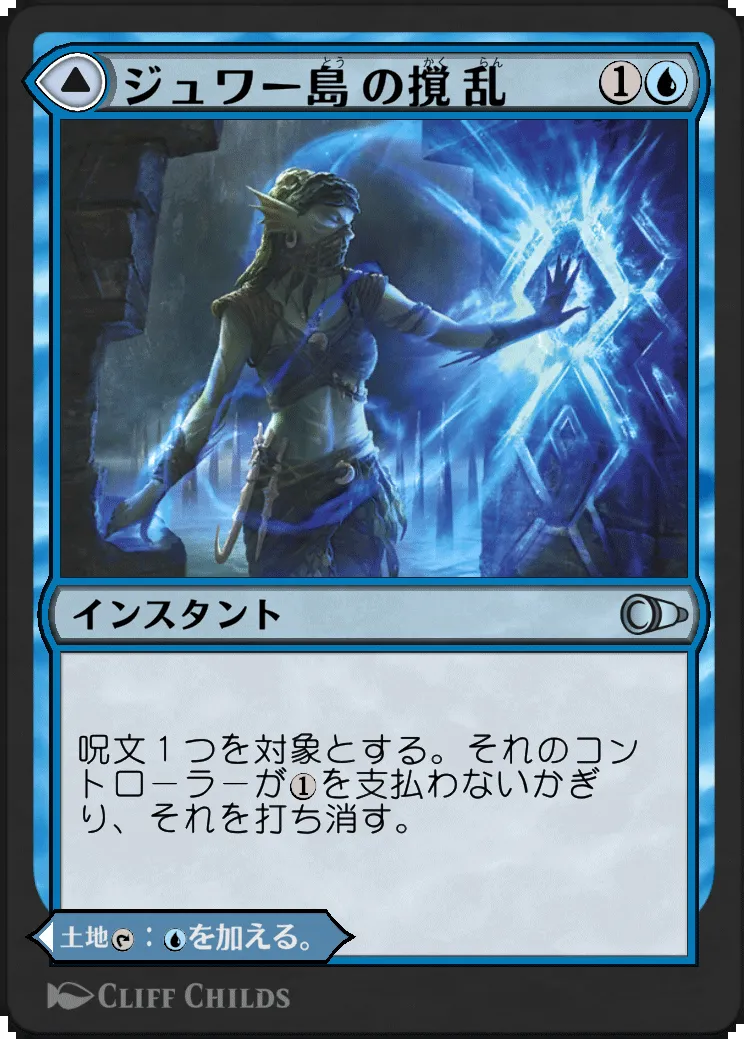 ジュワー島の撹乱 1
インスタント
呪文1つを対象とする。それのコン
トローラーが1を支払わないかぎ
り、それを打ち消す。
土地：を加える。
CLIFF CHILDS